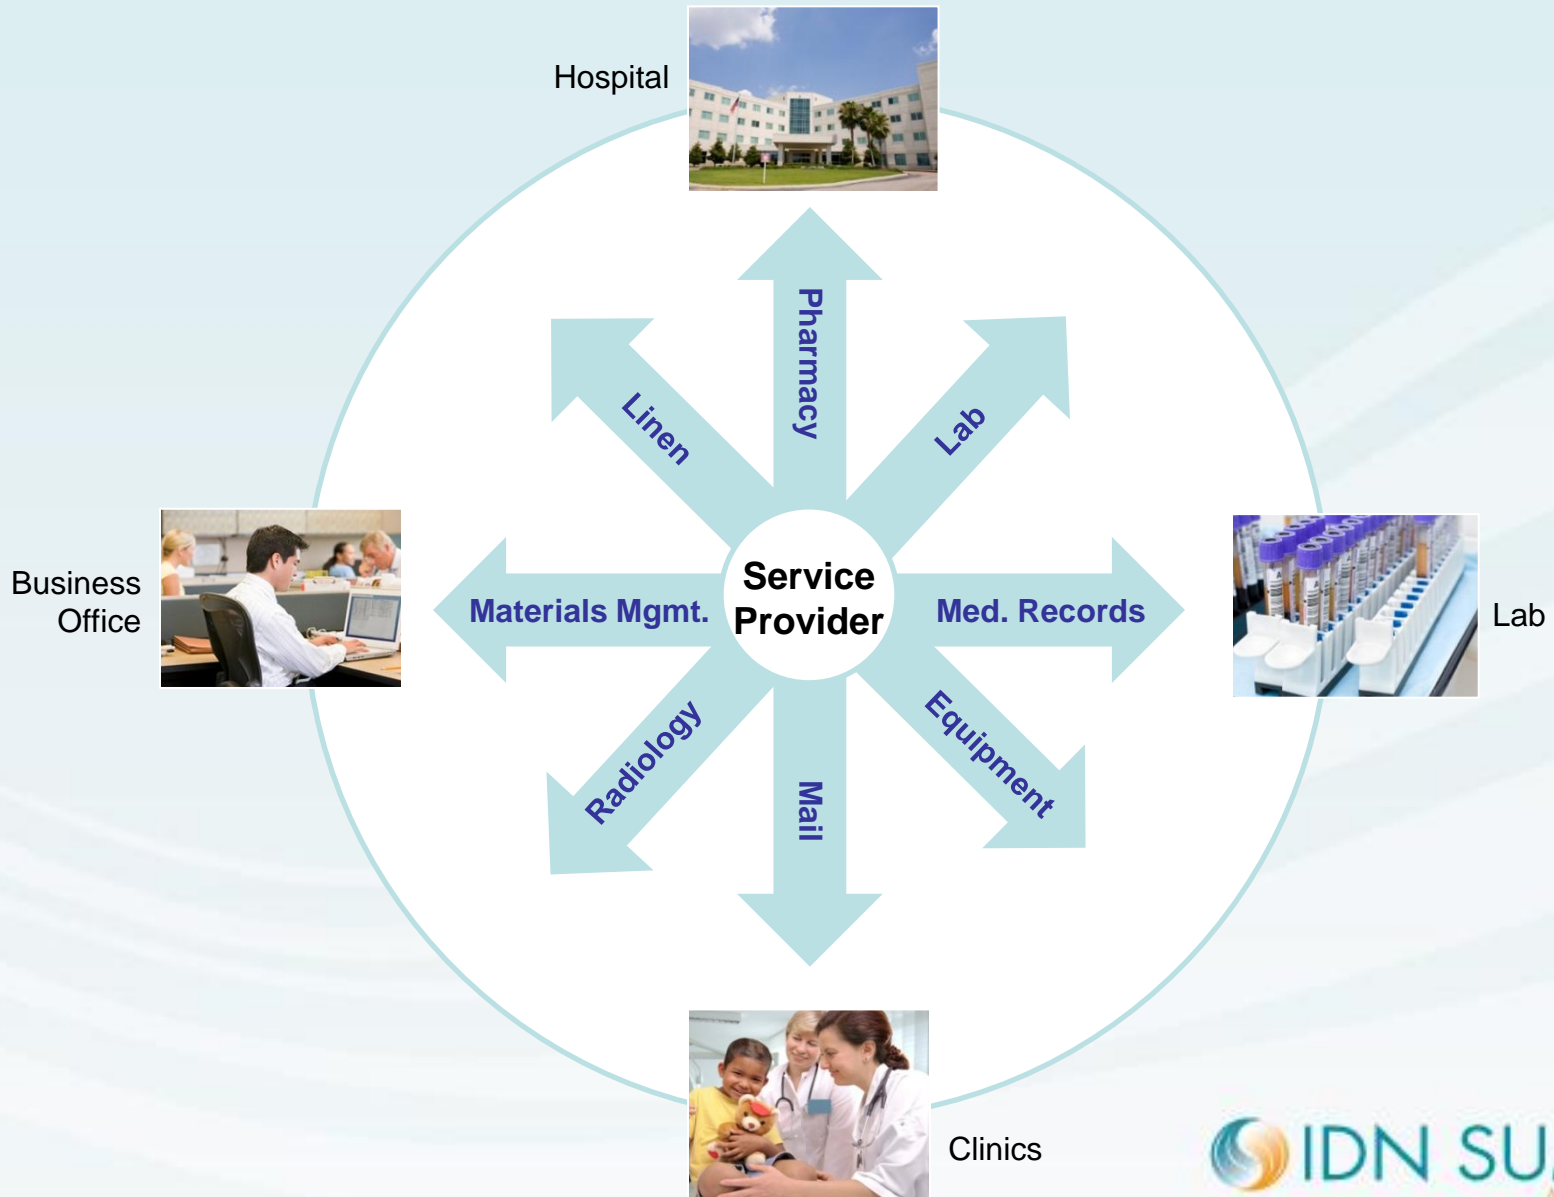 Hospital
Pharmacy
Linen
Lab
Business
Office
Materials Mgmt.
Service
Provider
Med. Records
Lab
Radiology
Mail
Equipment
Clinics
IDN SU